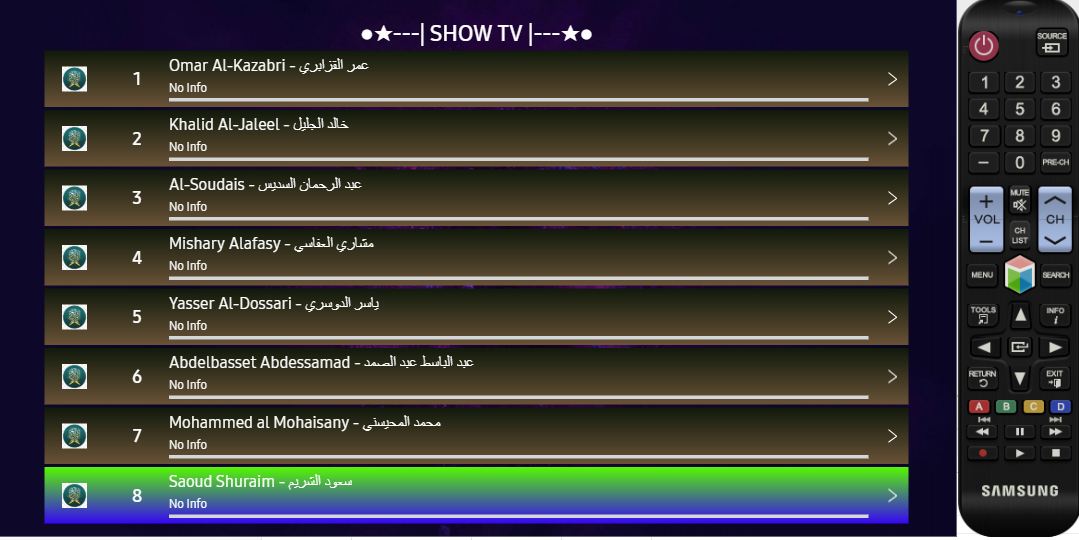 ●★---| SHOW TV |---★●
1
Omar Al-Kazabri - عمر القزابري
No Info
2
Khalid Al-Jaleel - خالد الجليل
No Info
3
Al-Soudais - عبد الرحمان السديس
No Info
4
Mishary Alafasy - مشاري العفاسي
No Info
5
Yasser Al-Dossari - ياسر الدوسري
No Info
6
Abdelbasset Abdessamad - عبد الباسط عبد الصمد
No Info
7
Mohammed al Mohaisany - محمد المحيسني
No Info
8
Saoud Shuraim - سعود الشريم
No Info
SOURCE
1 2 3
4 5 6
7 8 9
− 0 PRE-CH
MUTE
+ VOL −
CH
CH LIST
MENU
SEARCH
TOOLS
INFO
i
RETURN
EXIT
A B C D
SAMSUNG